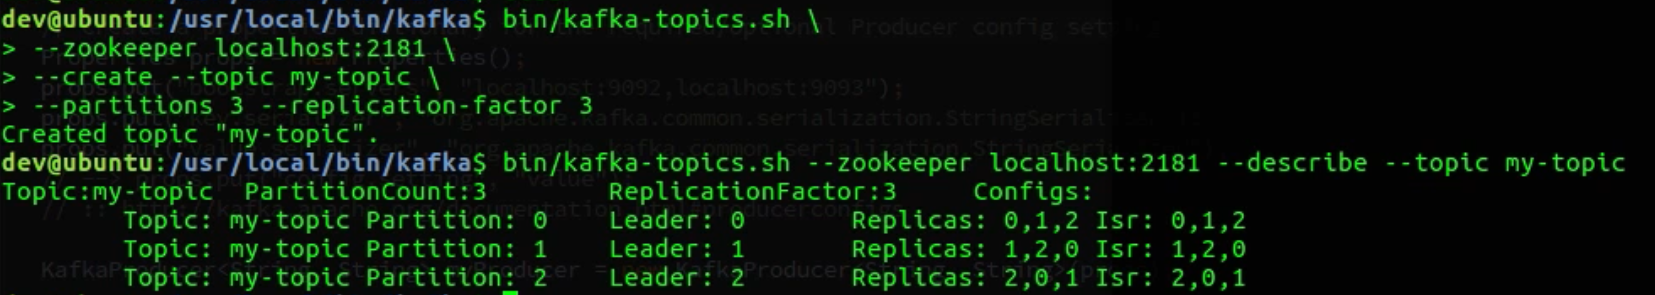 dev@ubuntu:/usr/local/bin/kafka$ bin/kafka-topics.sh \
> --zookeeper localhost:2181 \
> --create --topic my-topic \
> --partitions 3 --replication-factor 3
Created topic "my-topic".
dev@ubuntu:/usr/local/bin/kafka$ bin/kafka-topics.sh --zookeeper localhost:2181 --describe --topic my-topic
Topic:my-topic PartitionCount:3 ReplicationFactor:3 Configs:
Topic: my-topic Partition: 0 Leader: 0 Replicas: 0,1,2 Isr: 0,1,2
Topic: my-topic Partition: 1 Leader: 1 Replicas: 1,2,0 Isr: 1,2,0
Topic: my-topic Partition: 2 Leader: 2 Replicas: 2,0,1 Isr: 2,0,1